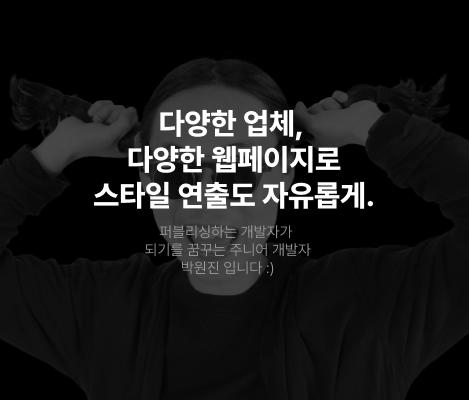 다양한 업체,
다양한 웹페이지로
스타일 연출도 자유롭게.
퍼블리싱하는 개발자가
되기를 꿈꾸는 주니어 개발자
박원진 입니다 :)